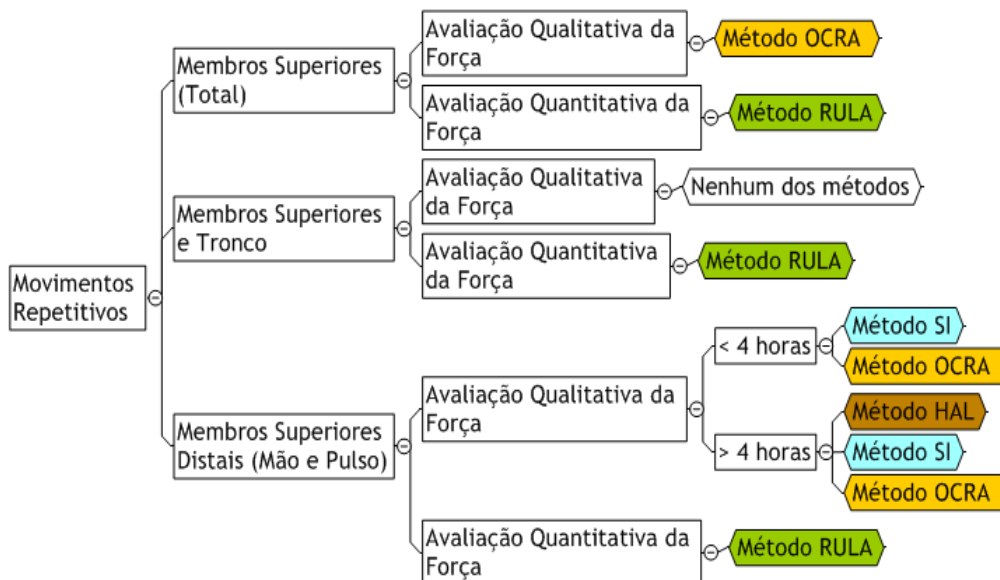 Movimentos
Repetitivos
Membros Superiores
(Total)
Avaliação Qualitativa da
Força
Método OCRA
Avaliação Quantitativa da
Força
Método RULA
Membros Superiores
e Tronco
Avaliação Qualitativa
da Força
Nenhum dos métodos
Avaliação Quantitativa
da Força
Método RULA
Membros Superiores
Distais (Mão e Pulso)
Avaliação Qualitativa da
Força
< 4 horas
Método SI
Método OCRA
> 4 horas
Método HAL
Método SI
Método OCRA
Avaliação Quantitativa da
Força
Método RULA